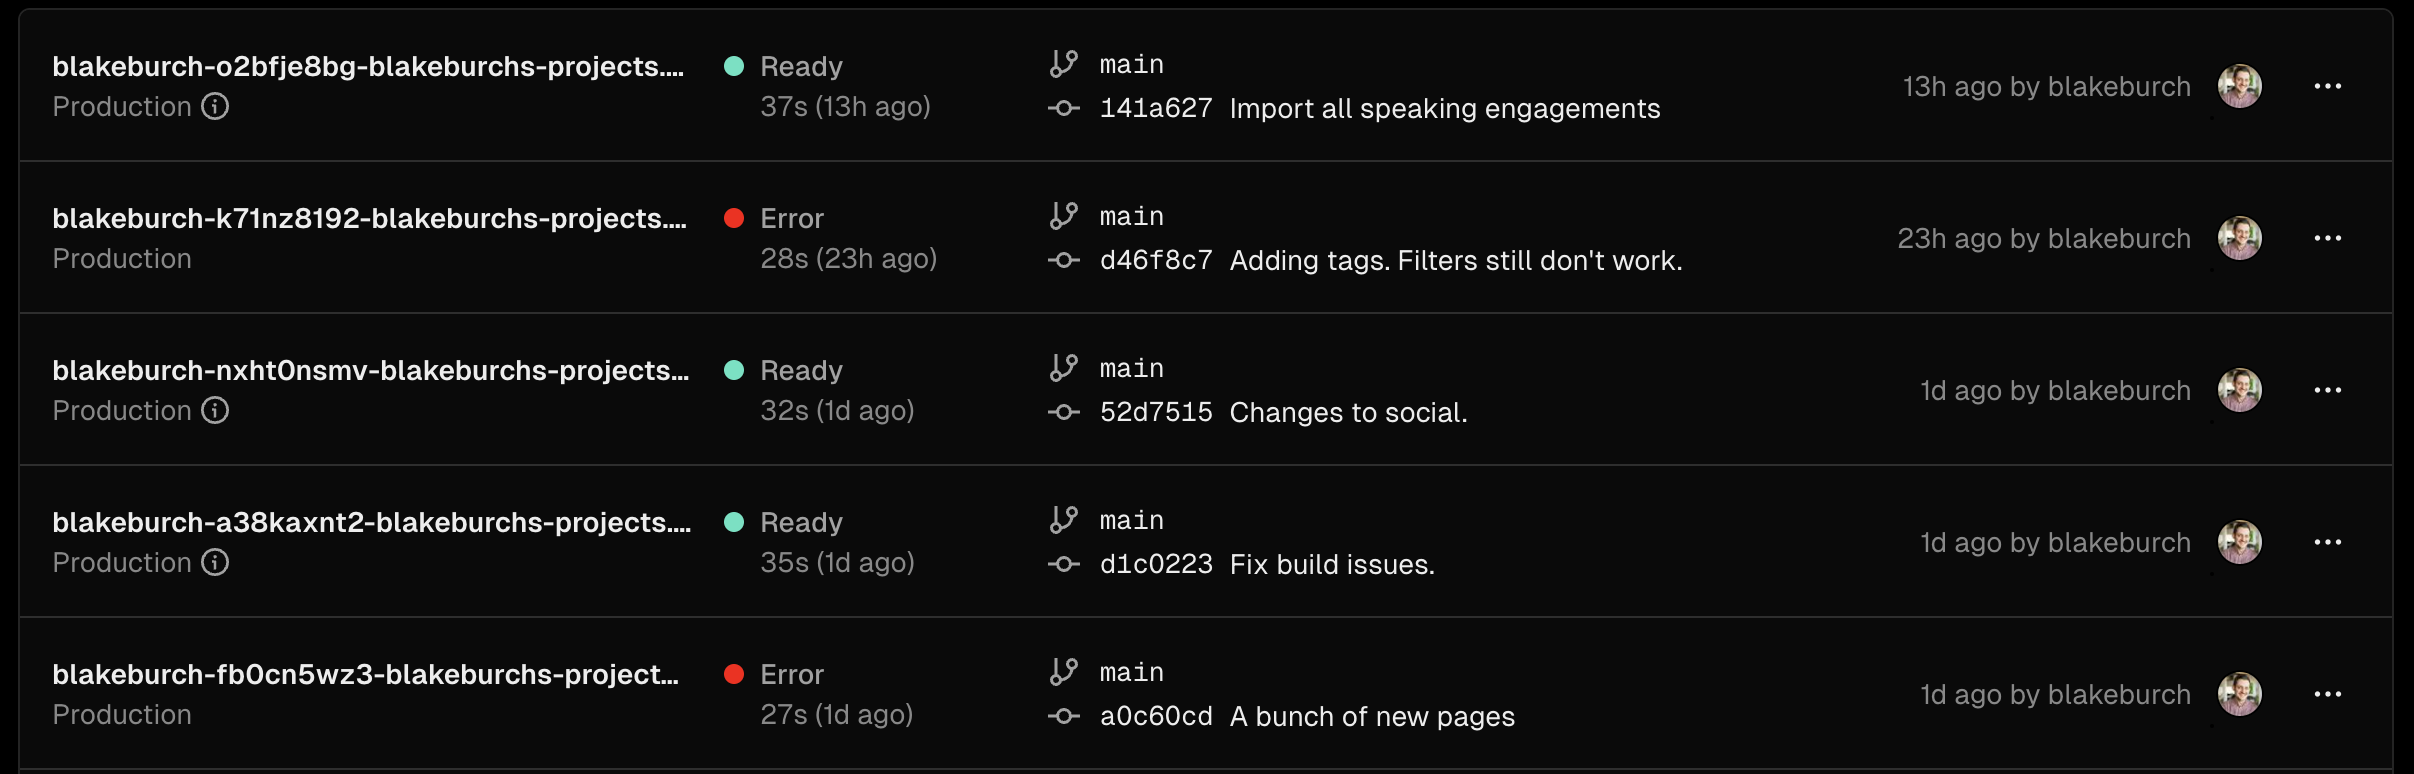 blakeburch-o2bfje8bg-blakeburchs-projects....
Production
Ready
37s (13h ago)
main
141a627 Import all speaking engagements
13h ago by blakeburch
blakeburch-k71nz8192-blakeburchs-projects....
Production
Error
28s (23h ago)
main
d46f8c7 Adding tags. Filters still don't work.
23h ago by blakeburch
blakeburch-nxht0nsmv-blakeburchs-projects...
Production
Ready
32s (1d ago)
main
52d7515 Changes to social.
1d ago by blakeburch
blakeburch-a38kaxnt2-blakeburchs-projects....
Production
Ready
35s (1d ago)
main
d1c0223 Fix build issues.
1d ago by blakeburch
blakeburch-fb0cn5wz3-blakeburchs-project...
Production
Error
27s (1d ago)
main
a0c60cd A bunch of new pages
1d ago by blakeburch